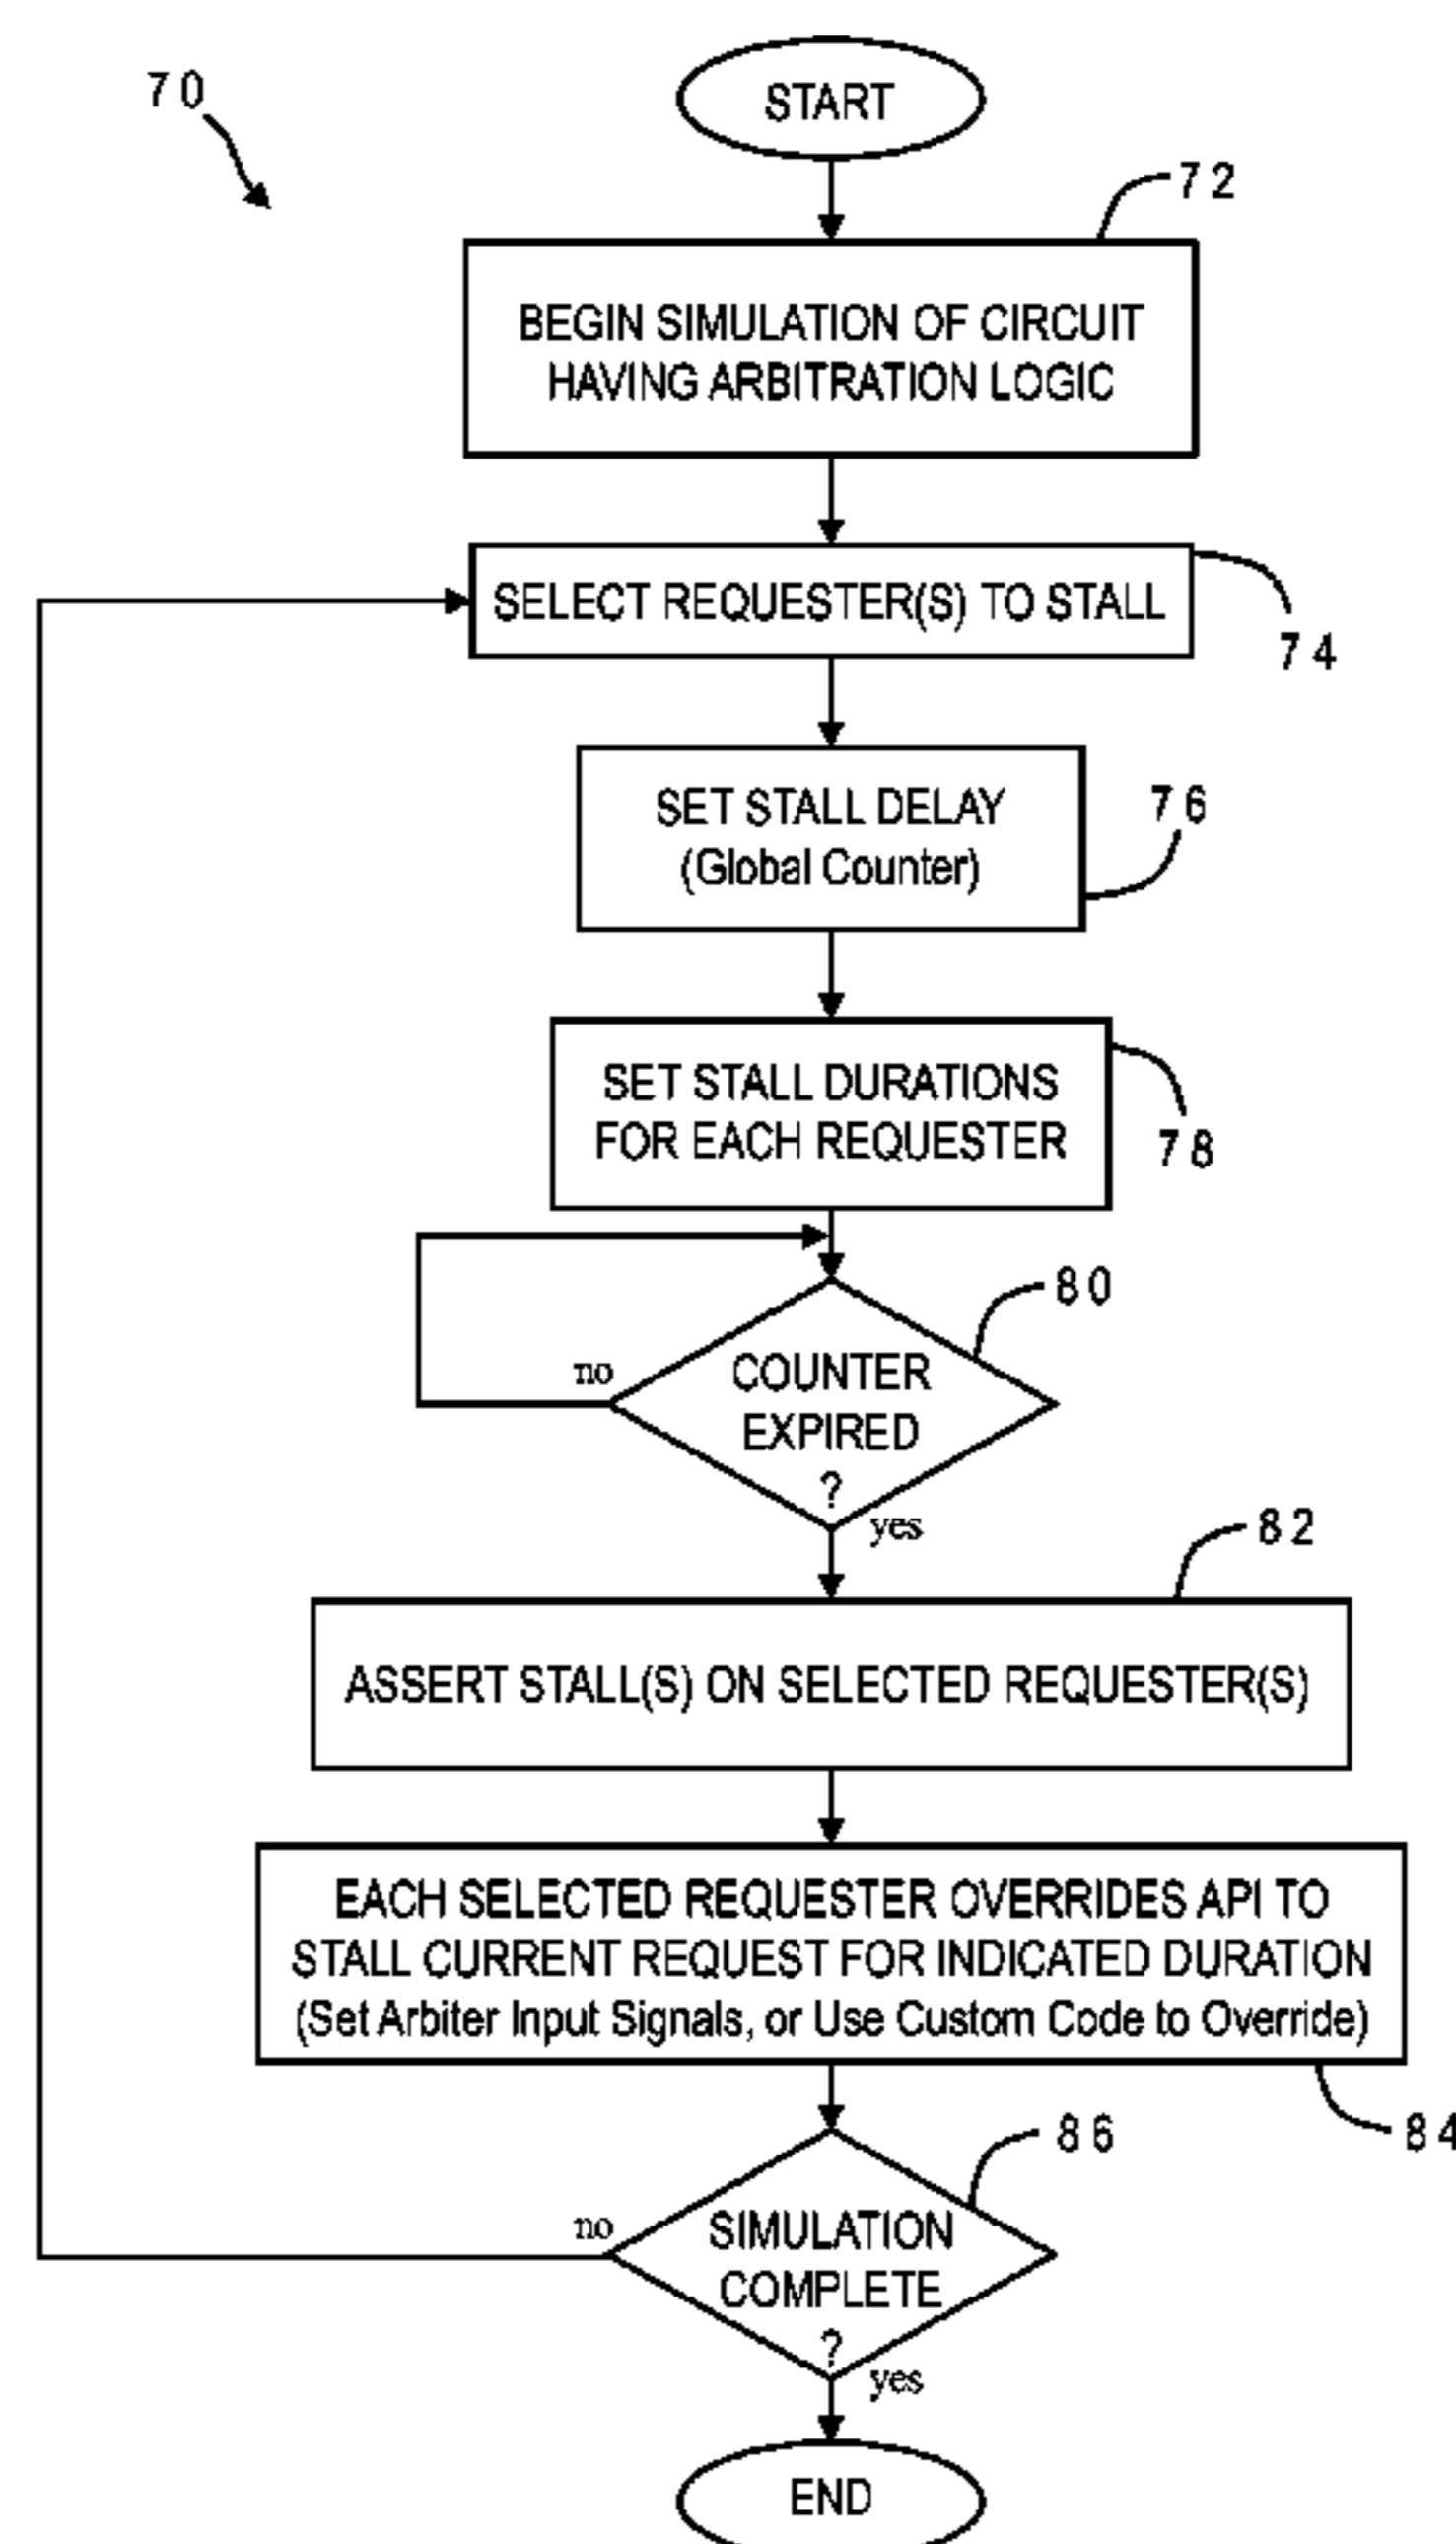 70
START
72
BEGIN SIMULATION OF CIRCUIT
HAVING ARBITRATION LOGIC
SELECT REQUESTER(S) TO STALL
74
SET STALL DELAY
(Global Counter)
76
SET STALL DURATIONS
FOR EACH REQUESTER
78
80
no
COUNTER
EXPIRED
?
yes
82
ASSERT STALL(S) ON SELECTED REQUESTER(S)
EACH SELECTED REQUESTER OVERRIDES API TO
STALL CURRENT REQUEST FOR INDICATED DURATION
(Set Arbiter Input Signals, or Use Custom Code to Override)
84
86
no
SIMULATION
COMPLETE
?
yes
END